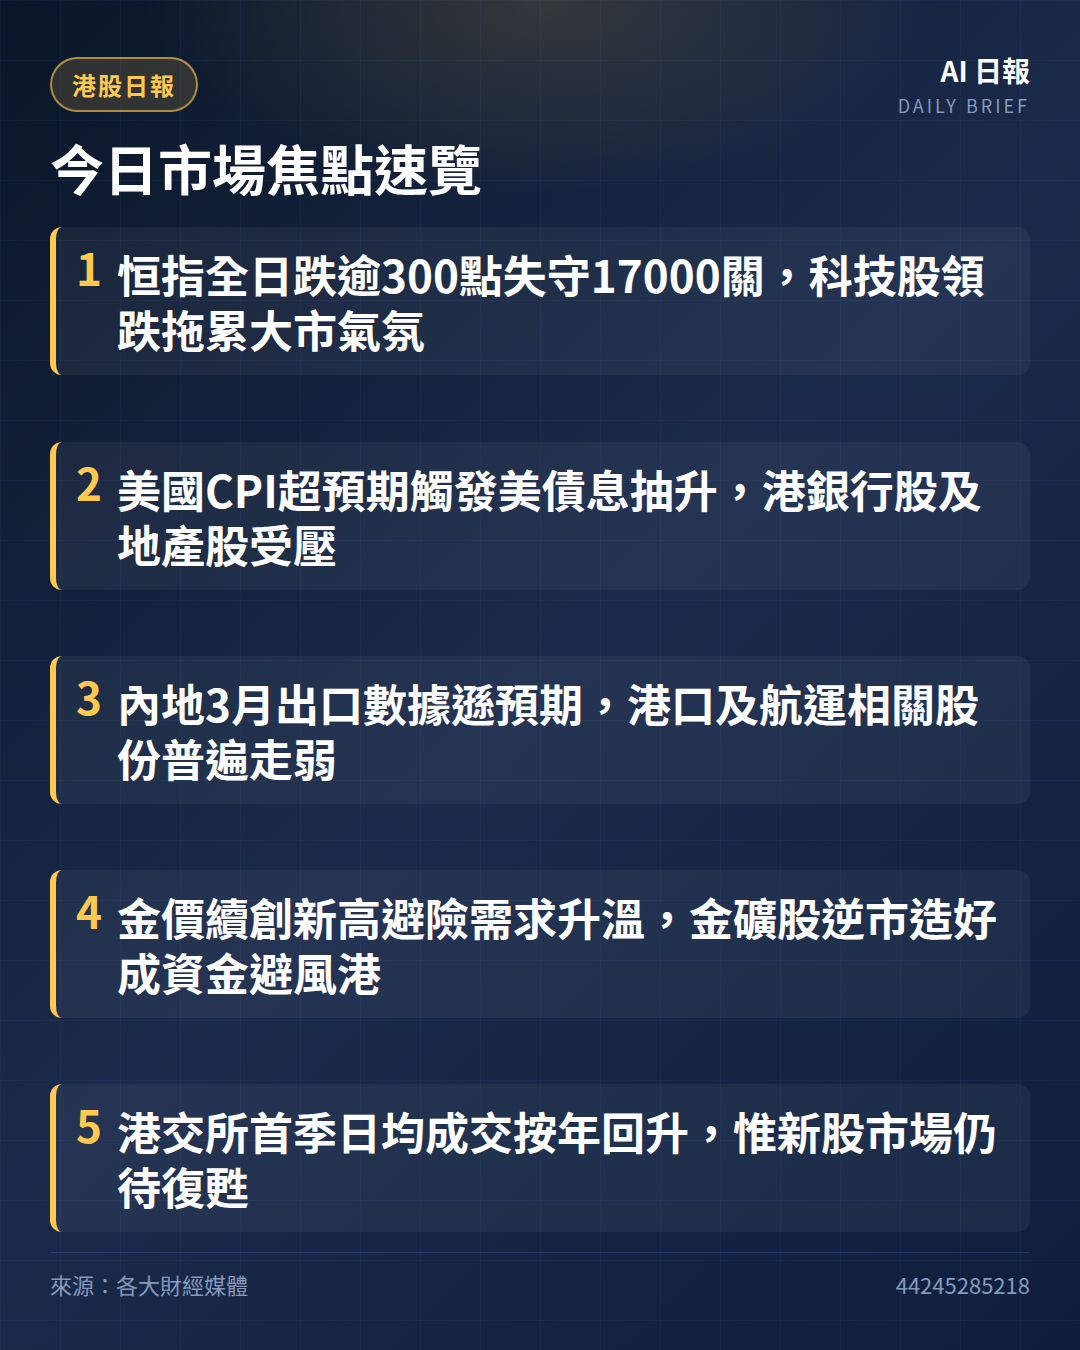 港股日報
AI 日報
DAILY BRIEF
今日市場焦點速覽
1
恒指全日跌逾300點失守17000關，科技股領
跌拖累大市氣氛
2
美國CPI超預期觸發美債息抽升，港銀行股及
地產股受壓
3
內地3月出口數據遜預期，港口及航運相關股
份普遍走弱
4
金價續創新高避險需求升溫，金礦股逆市造好
成資金避風港
5
港交所首季日均成交按年回升，惟新股市場仍
待復甦
來源：各大財經媒體
44245285218